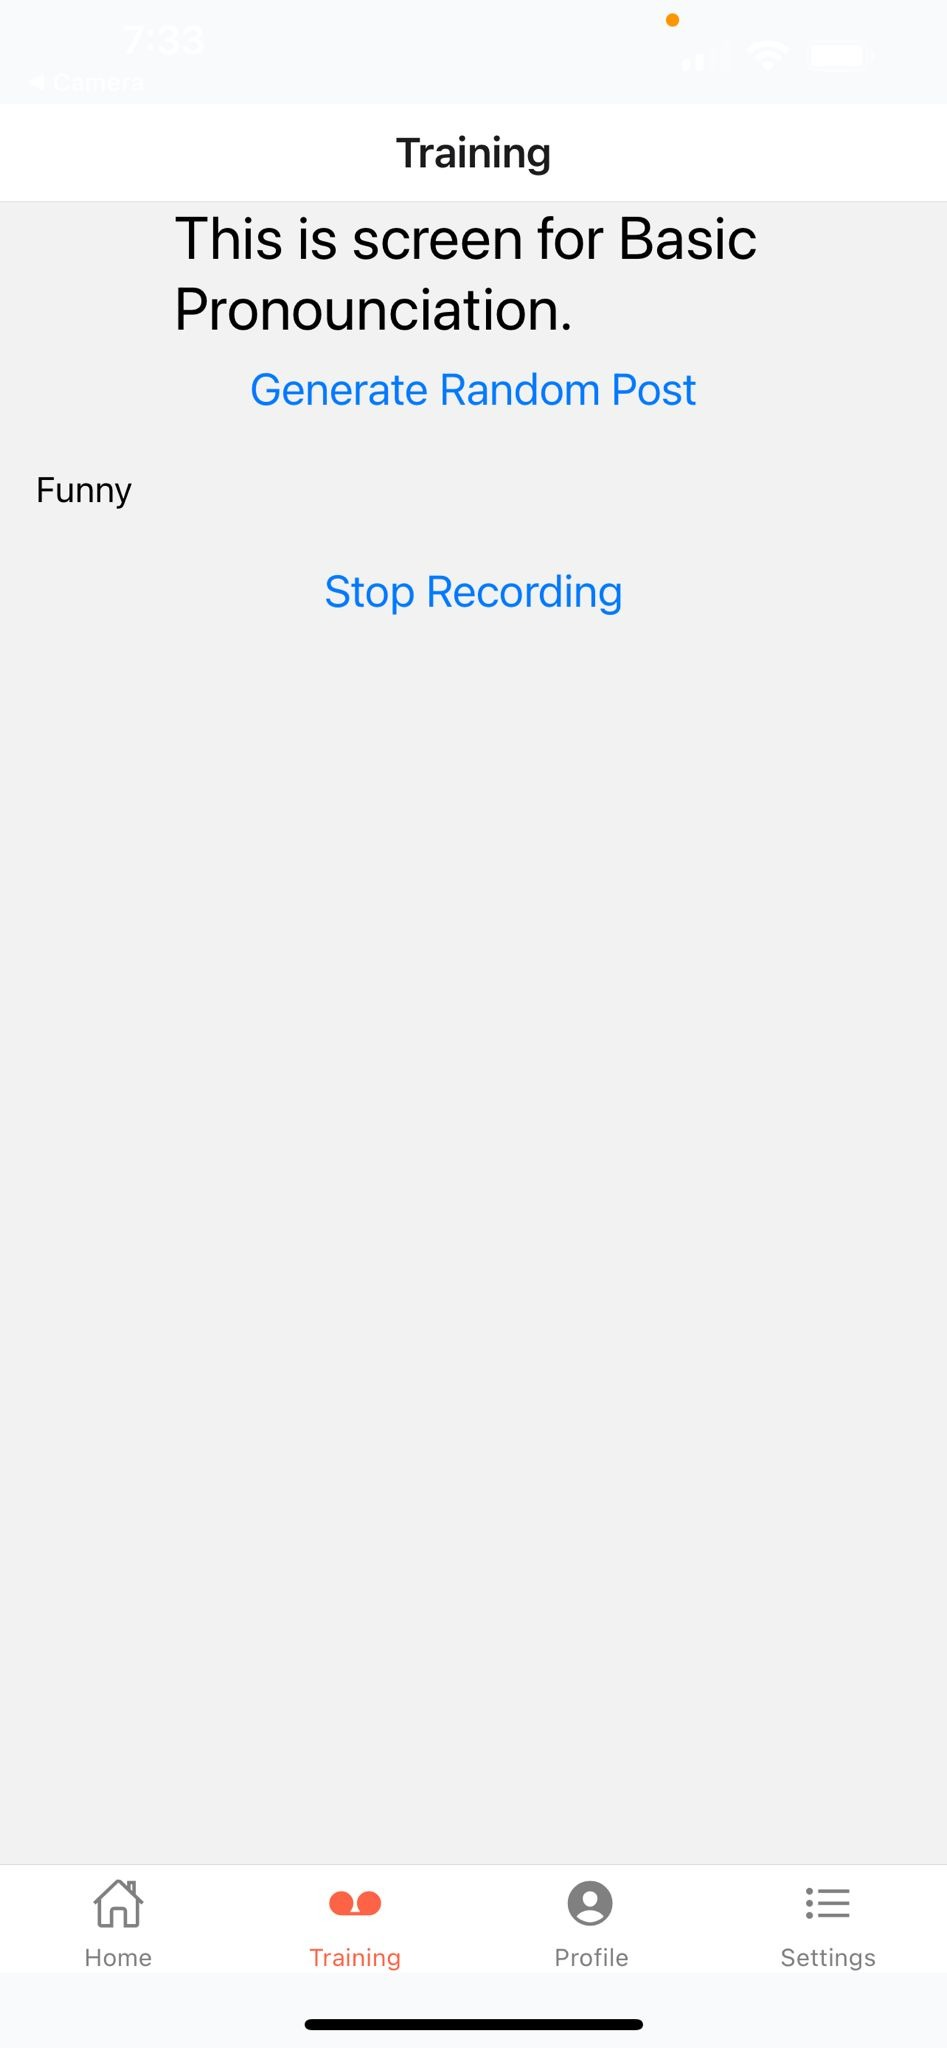 7:33
◀ Camera
Training
This is screen for Basic
Pronounciation.
Generate Random Post
Funny
Stop Recording
Home
Training
Profile
Settings